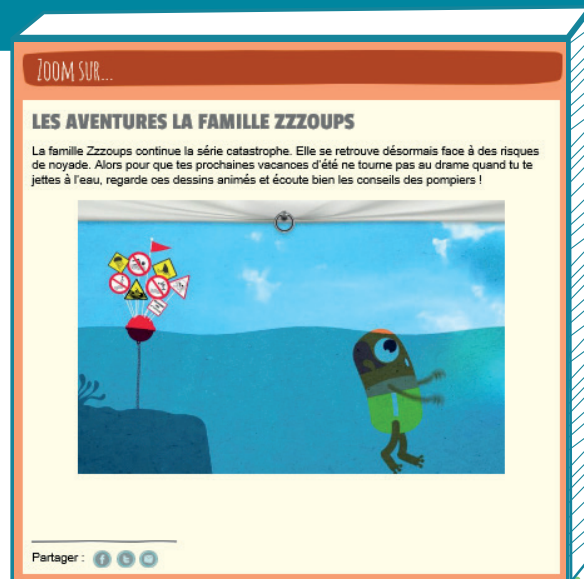 Zoom sur...
LES AVENTURES LA FAMILLE ZZZOUPS
La famille Zzzoups continue la série catastrophe. Elle se retrouve désormais face à des risques
de noyade. Alors pour que tes prochaines vacances d'été ne tourne pas au drame quand tu te
jettes à l'eau, regarde ces dessins animés et écoute bien les conseils des pompiers !
Partager :